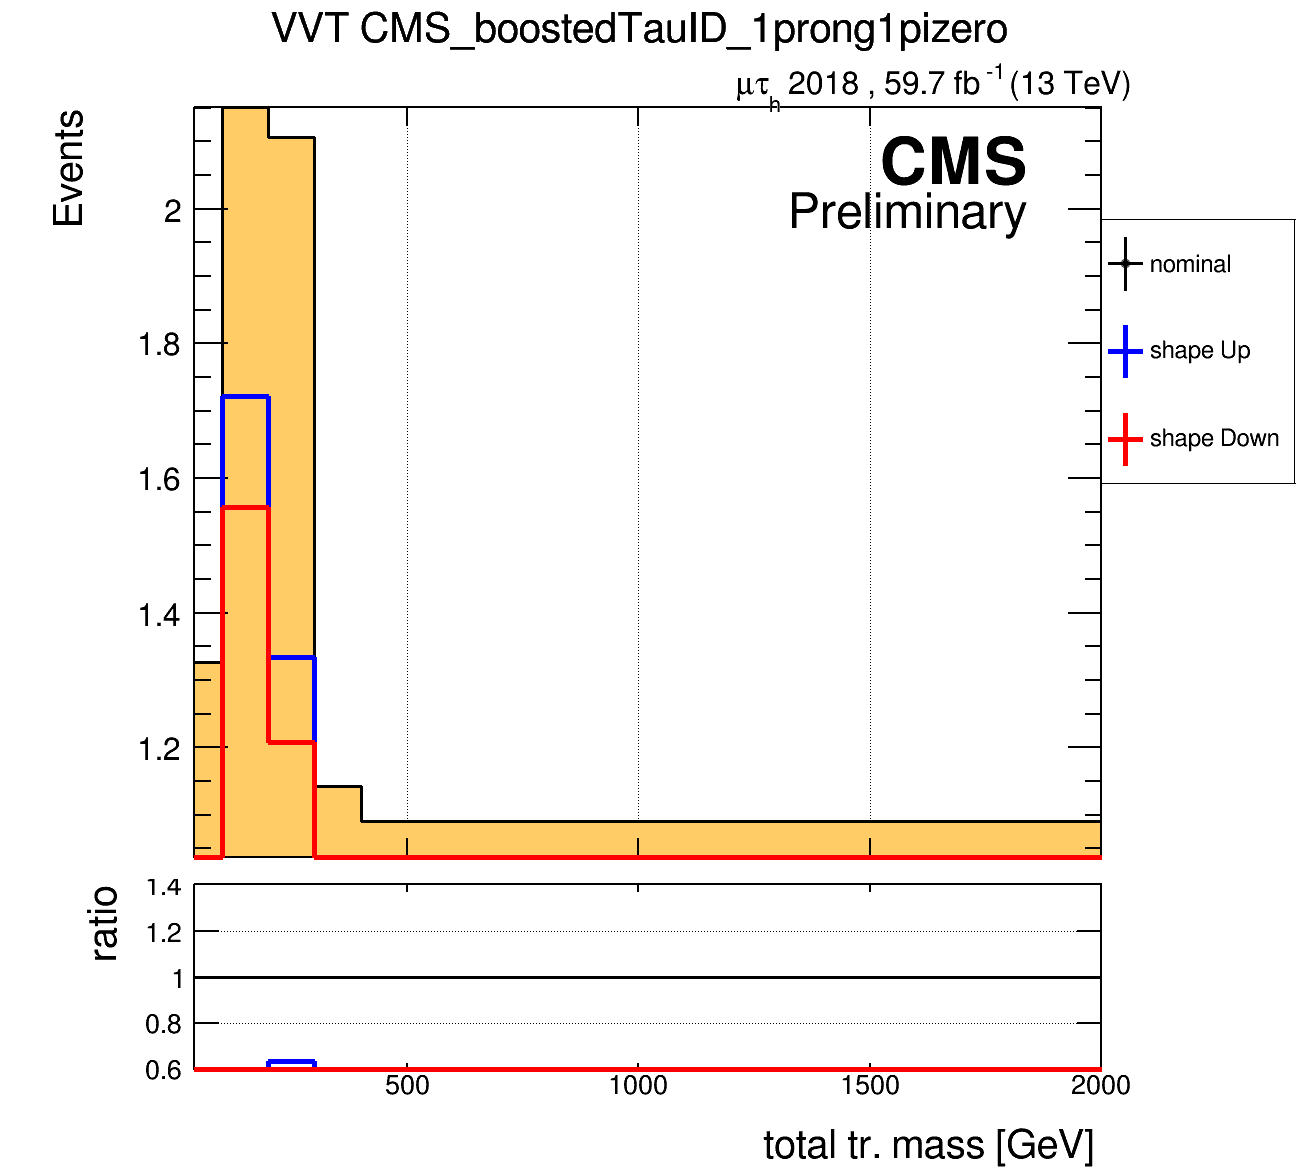 VVT CMS_boostedTauID_1prong1pizero
μτh 2018 , 59.7 fb-1 (13 TeV)
Events
CMS
Preliminary
2
1.8
1.6
1.4
1.2
nominal
shape Up
shape Down
ratio
1.4
1.2
1
0.8
0.6
500 1000 1500 2000
total tr. mass [GeV]